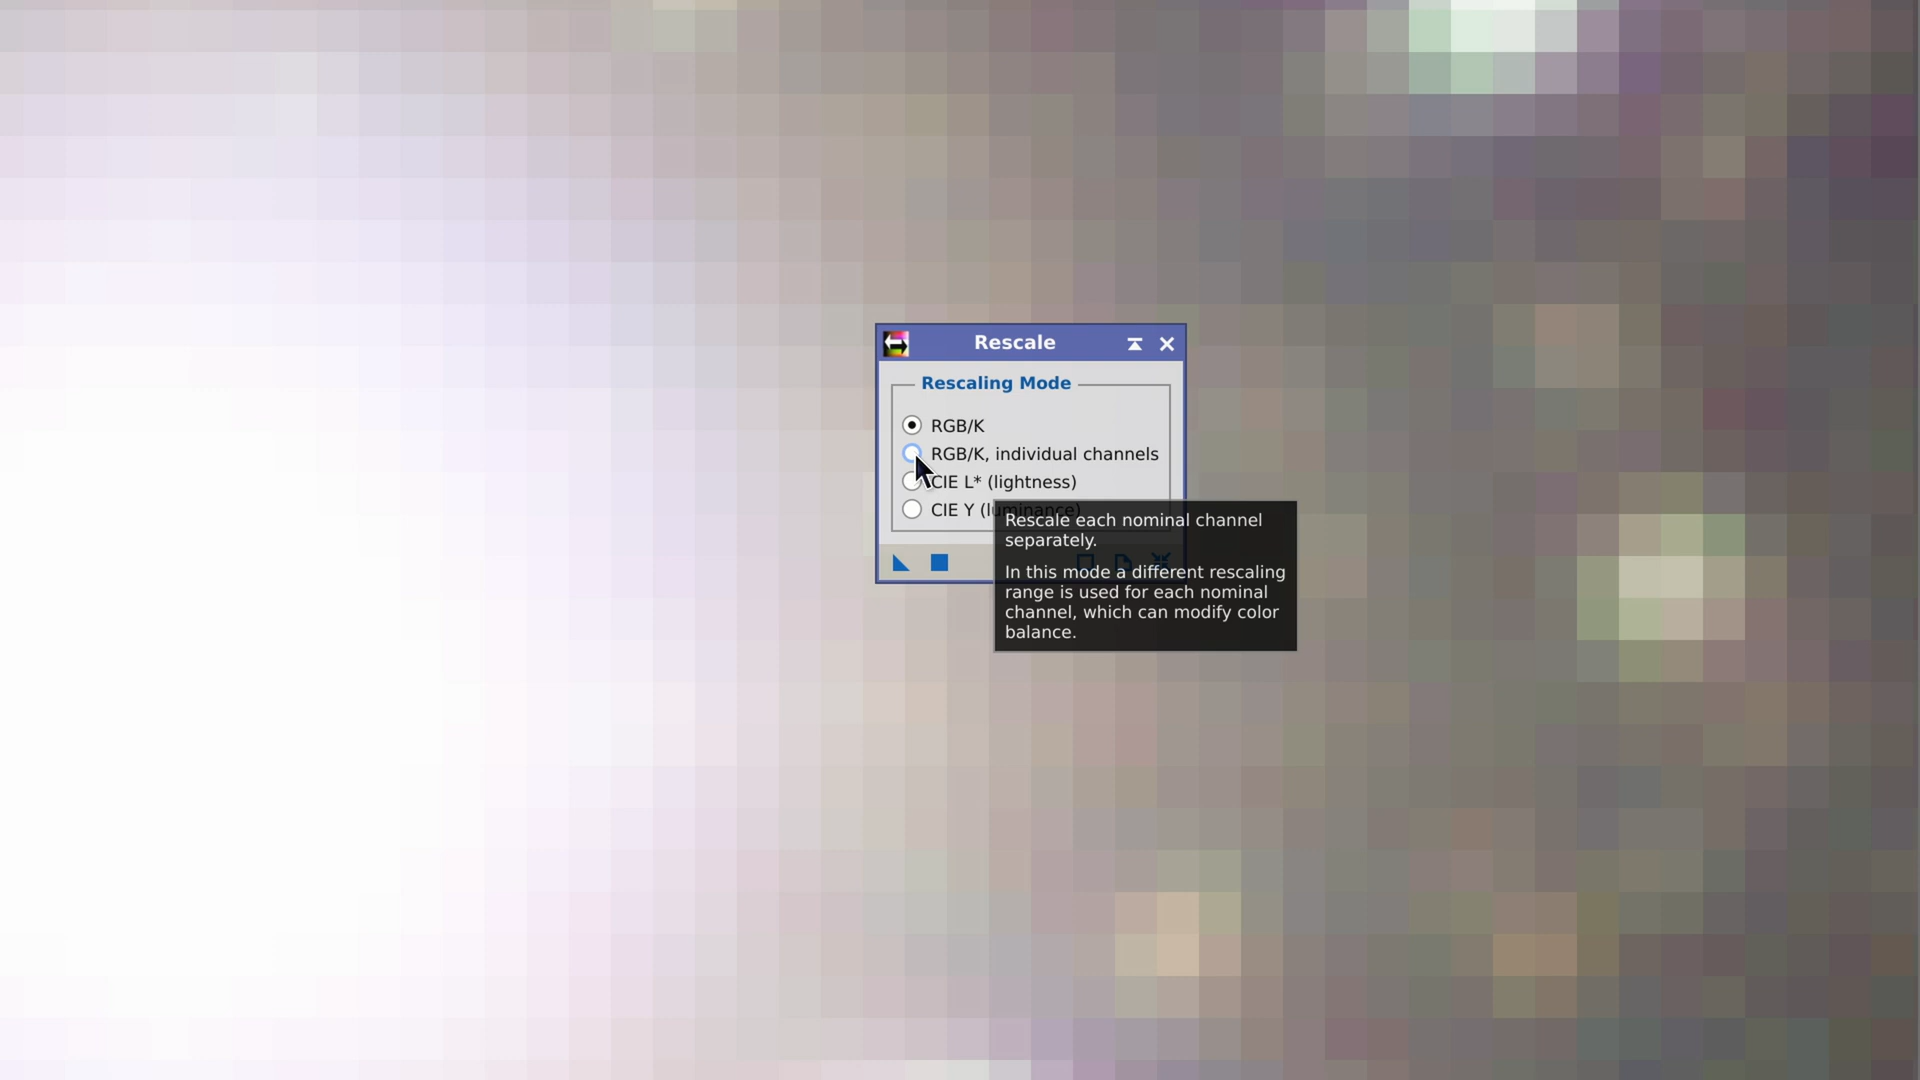 Rescale
Rescaling Mode
RGB/K
RGB/K, individual channels
CIE L* (lightness)
CIE Y (luminance)
Rescale each nominal channel
separately.
In this mode a different rescaling
range is used for each nominal
channel, which can modify color
balance.